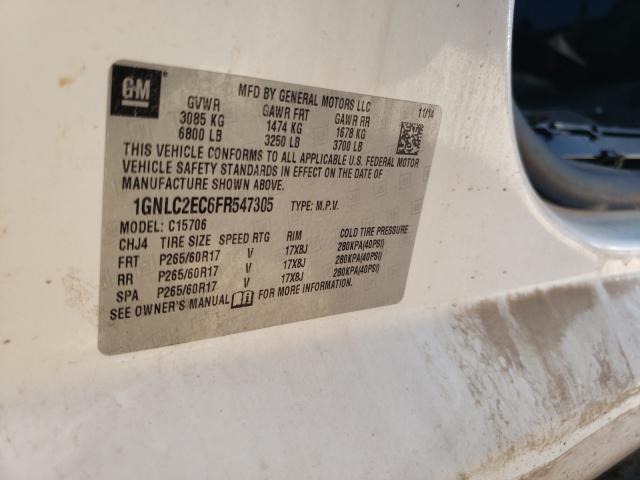 GM
MFD BY GENERAL MOTORS LLC
11/14
GVWR GAWR FRT GAWR RR
3085 KG 1474 KG 1678 KG
6800 LB 3250 LB 3700 LB
THIS VEHICLE CONFORMS TO ALL APPLICABLE U.S. FEDERAL MOTOR
VEHICLE SAFETY STANDARDS IN EFFECT ON THE DATE OF
MANUFACTURE SHOWN ABOVE.
1GNLC2EC6FR547305 TYPE: M.P.V.
MODEL: C15706
CHJ4 TIRE SIZE SPEED RTG RIM COLD TIRE PRESSURE
FRT P265/60R17 V 17X8J 280KPA(40PSI)
RR P265/60R17 V 17X8J 280KPA(40PSI)
SPA P265/60R17 V 17X8J 280KPA(40PSI)
SEE OWNER'S MANUAL FOR MORE INFORMATION.